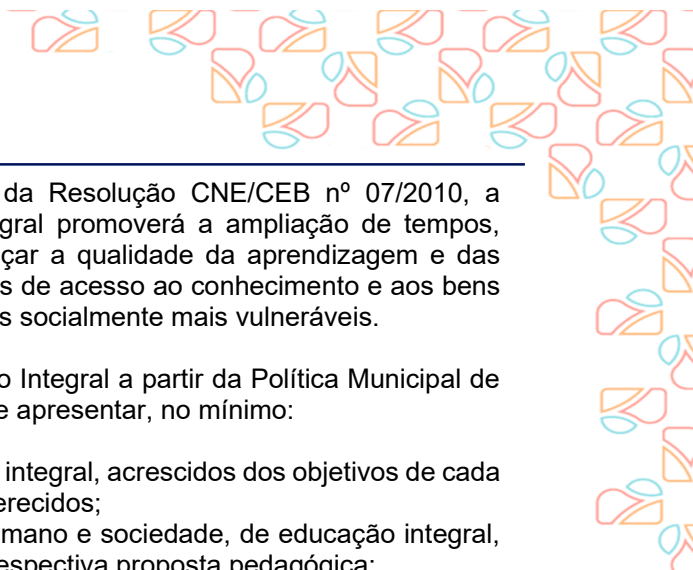 da Resolução CNE/CEB nº 07/2010, a
gral promoverá a ampliação de tempos,
çar a qualidade da aprendizagem e das
s de acesso ao conhecimento e aos bens
s socialmente mais vulneráveis.
o Integral a partir da Política Municipal de
e apresentar, no mínimo:
integral, acrescidos dos objetivos de cada
erecidos;
mano e sociedade, de educação integral,
espectiva proposta pedagógica;